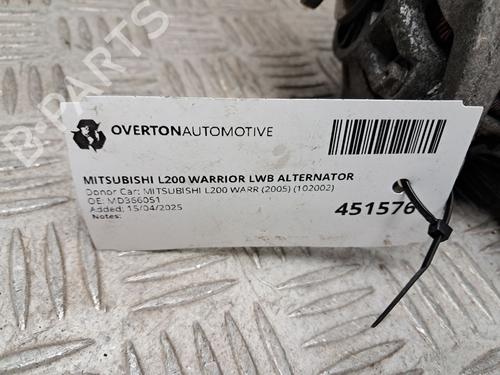 B-PARTS
OVERTONAUTOMOTIVE
MITSUBISHI L200 WARRIOR LWB ALTERNATOR
Donor Car: MITSUBISHI L200 WARR (2005) (102002)
OE: MD366051
Added: 15/04/2025
Notes:
451576